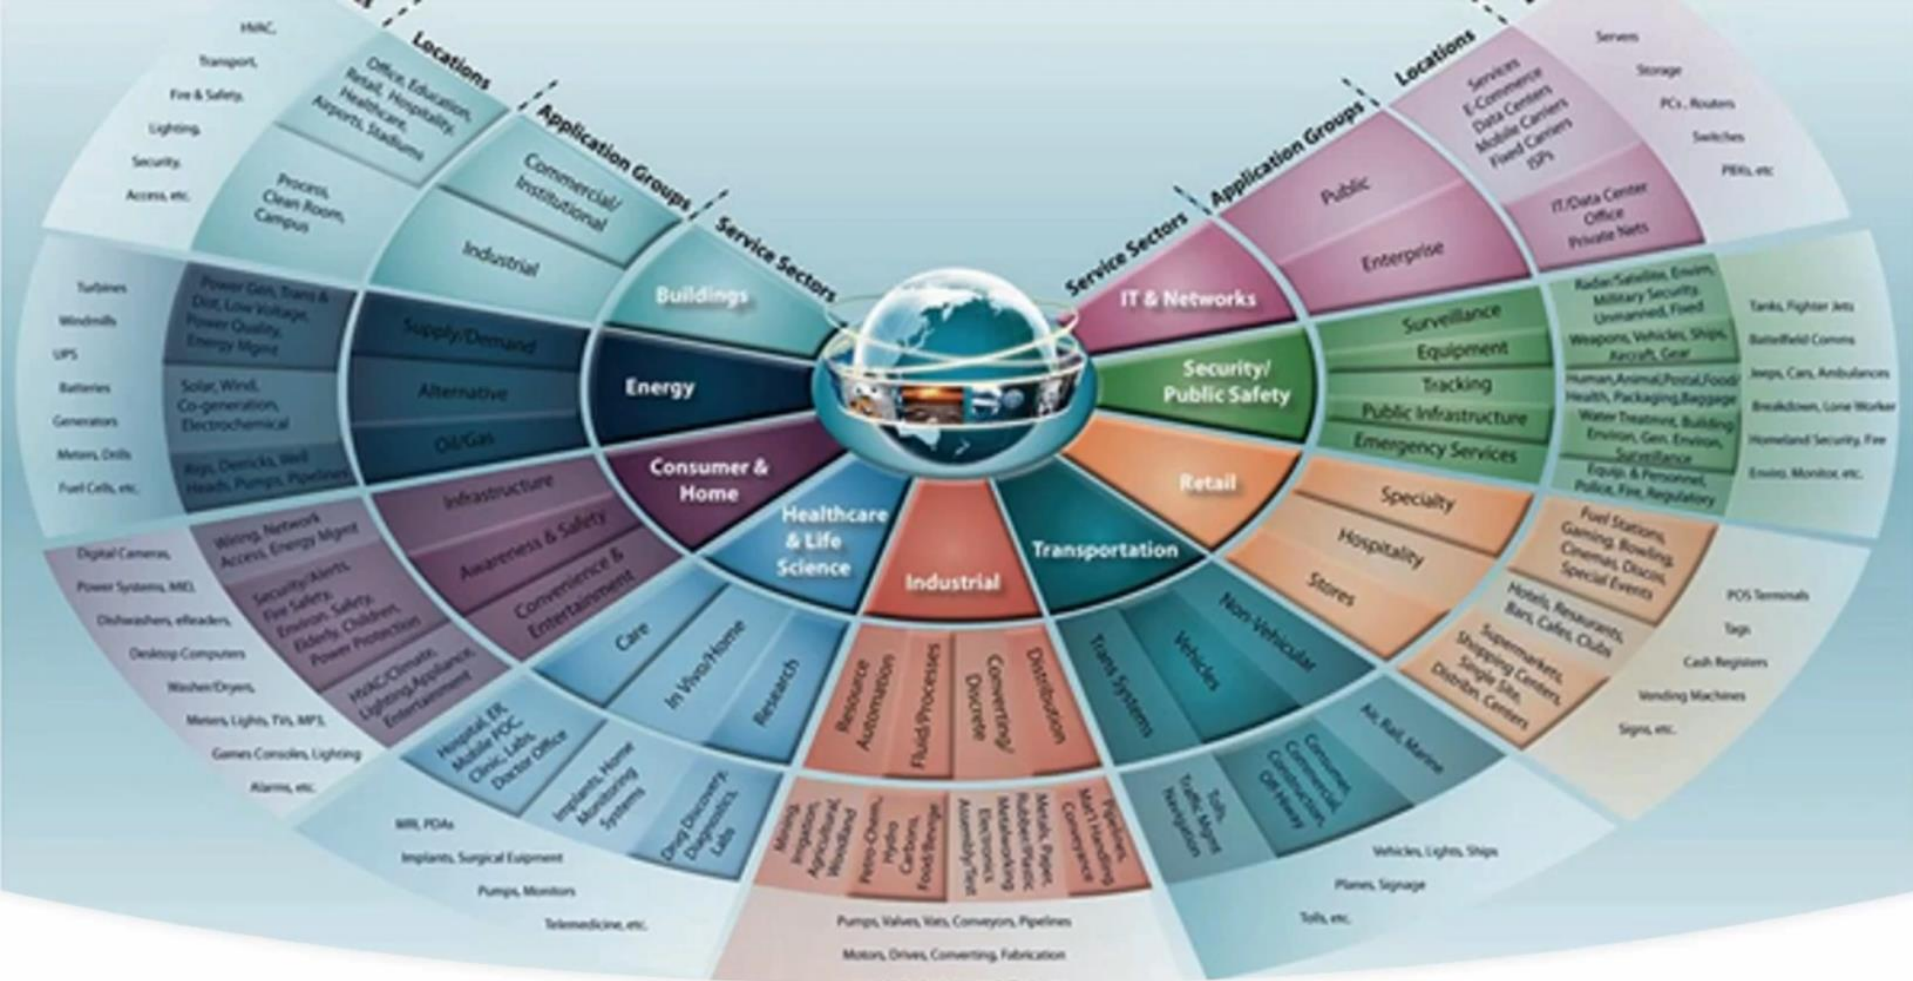 Locations
Application Groups
Service Sectors
Service Sectors
Application Groups
Locations
Buildings
Commercial/
Institutional
Industrial
Office, Education,
Retail, Hospitality,
Healthcare,
Airports, Stadiums
Process,
Clean Room,
Campus
HVAC,
Transport,
Fire & Safety,
Lighting,
Security,
Access, etc.
Energy
Supply/Demand
Alternative
Oil/Gas
Power Gen, Trans &
Dist, Low Voltage,
Power Quality,
Energy Mgmt
Solar, Wind,
Co-generation,
Electrochemical
Rigs, Derricks, Well
Heads, Pumps, Pipelines
Turbines
Windmills
UPS
Batteries
Generators
Meters, Drills
Fuel Cells, etc.
Consumer &
Home
Infrastructure
Awareness & Safety
Convenience &
Entertainment
Wiring, Network
Access, Energy Mgmt
Security/Alerts,
Fire Safety,
Environ. Safety,
Elderly, Children,
Power Protection
HVAC/Climate,
Lighting, Appliance,
Entertainment
Digital Cameras,
Power Systems, MID,
Dishwashers, eReaders,
Desktop Computers
Washer/Dryers,
Meters, Lights, TVs, MP3,
Games Consoles, Lighting
Alarms, etc.
Healthcare
& Life
Science
Care
In Vivo/Home
Research
Hospital, ER,
Mobile POC,
Clinic, Labs,
Doctor Office
Implants, Home
Monitoring
Systems
Drug Discovery,
Diagnostics,
Labs
MRI, PDAs
Implants, Surgical Euipment
Pumps, Monitors
Telemedicine, etc.
Industrial
Resource
Automation
Fluid/Processes
Converting/
Discrete
Distribution
Mining,
Irrigation,
Agricultural,
Woodland
Petro-Chem.,
Hydro
Carbons,
Food/Bevrge
Metals, Paper,
Rubber/Plastic
Metalworking
Electronics
Assembly/Test
Pipelines,
Mat'l Handling
Conveyance
Pumps, Valves, Vats, Conveyors, Pipelines
Motors, Drives, Converting, Fabrication
Transportation
Trans Systems
Vehicles
Non-Vehicular
Tolls,
Traffic Mgmt
Navigation
Consumer,
Commercial,
Construction,
Off Hiway
Air, Rail, Marine
Vehicles, Lights, Ships
Planes, Signage
Tolls, etc.
Retail
Specialty
Hospitality
Stores
Fuel Stations,
Gaming, Bowling,
Cinemas, Discos,
Special Events
Hotels, Resaurants,
Bars, Cafes, Clubs
Supermarkets,
Shopping Centers,
Single Site,
Distribn. Centers
POS Terminals
Tags
Cash Registers
Vending Machines
Signs, etc.
Security/
Public Safety
Surveillance
Equipment
Tracking
Public Infrastructure
Emergency Services
Radar/Satellite, Envirn,
Military Security,
Unmanned, Fixed
Weapons, Vehicles, Ships,
Aircraft, Gear
Human,Animal,Postal,Food/
Health, Packaging,Baggage
Water Treatmnt, Building
Environ, Gen. Environ,
Surveillance
Equip. & Personnel,
Police, Fire, Regulatory
Tanks, Fighter Jets
Battlefield Comms
Jeeps, Cars, Ambulances
Breakdown, Lone Worker
Homeland Security, Fire
Enviro, Monitor, etc.
IT & Networks
Public
Enterprise
Services
E-Commerce
Data Centers
Mobile Carriers
Fixed Carriers
ISPs
IT/Data Center
Office
Private Nets
Servers
Storage
PCs, Routers
Switches
PBXs, etc